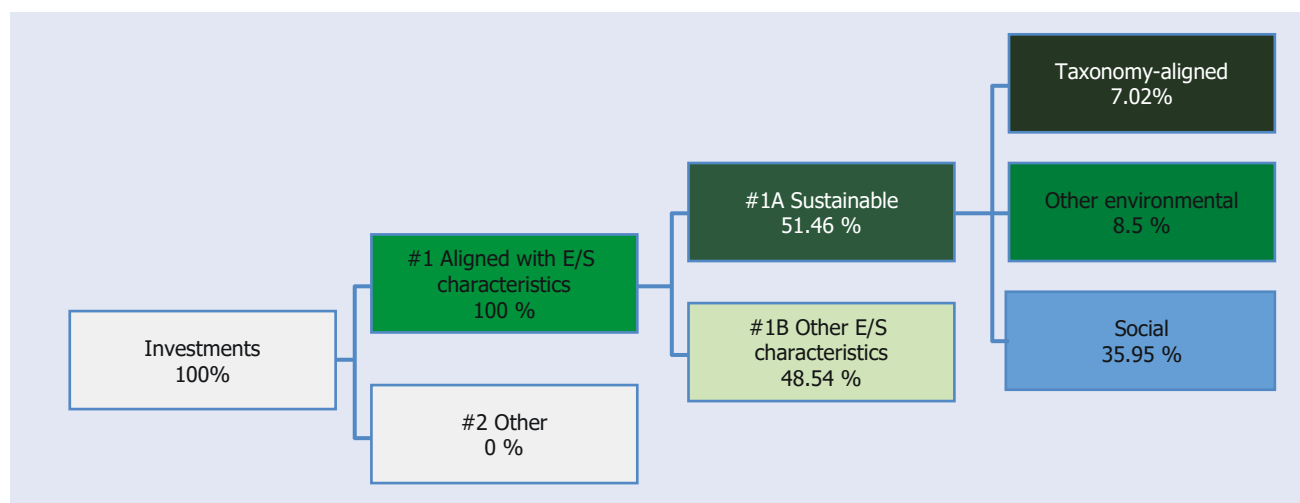 Investments
100%
#1 Aligned with E/S
characteristics
100 %
#2 Other
0 %
#1A Sustainable
51.46 %
#1B Other E/S
characteristics
48.54 %
Taxonomy-aligned
7.02%
Other environmental
8.5 %
Social
35.95 %